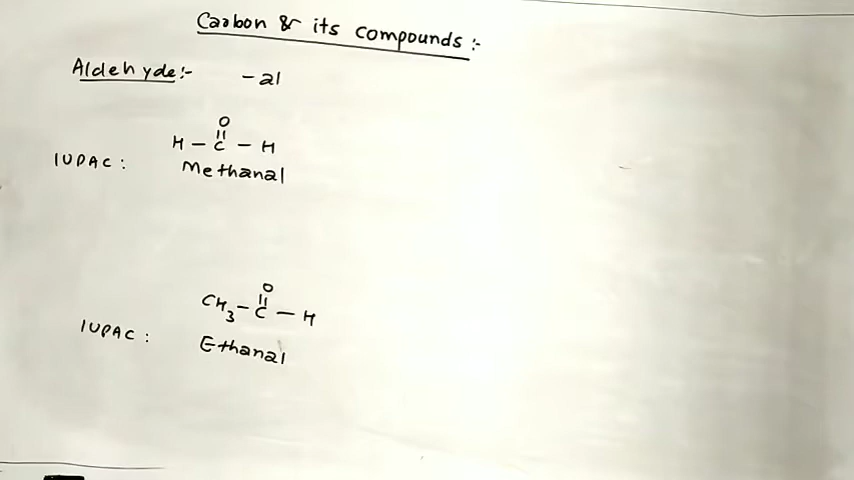 Carbon & its compounds :-
Aldehyde:- -al
O
||
H - C - H
IUPAC : Methanal
O
||
CH3 - C - H
IUPAC : Ethanal